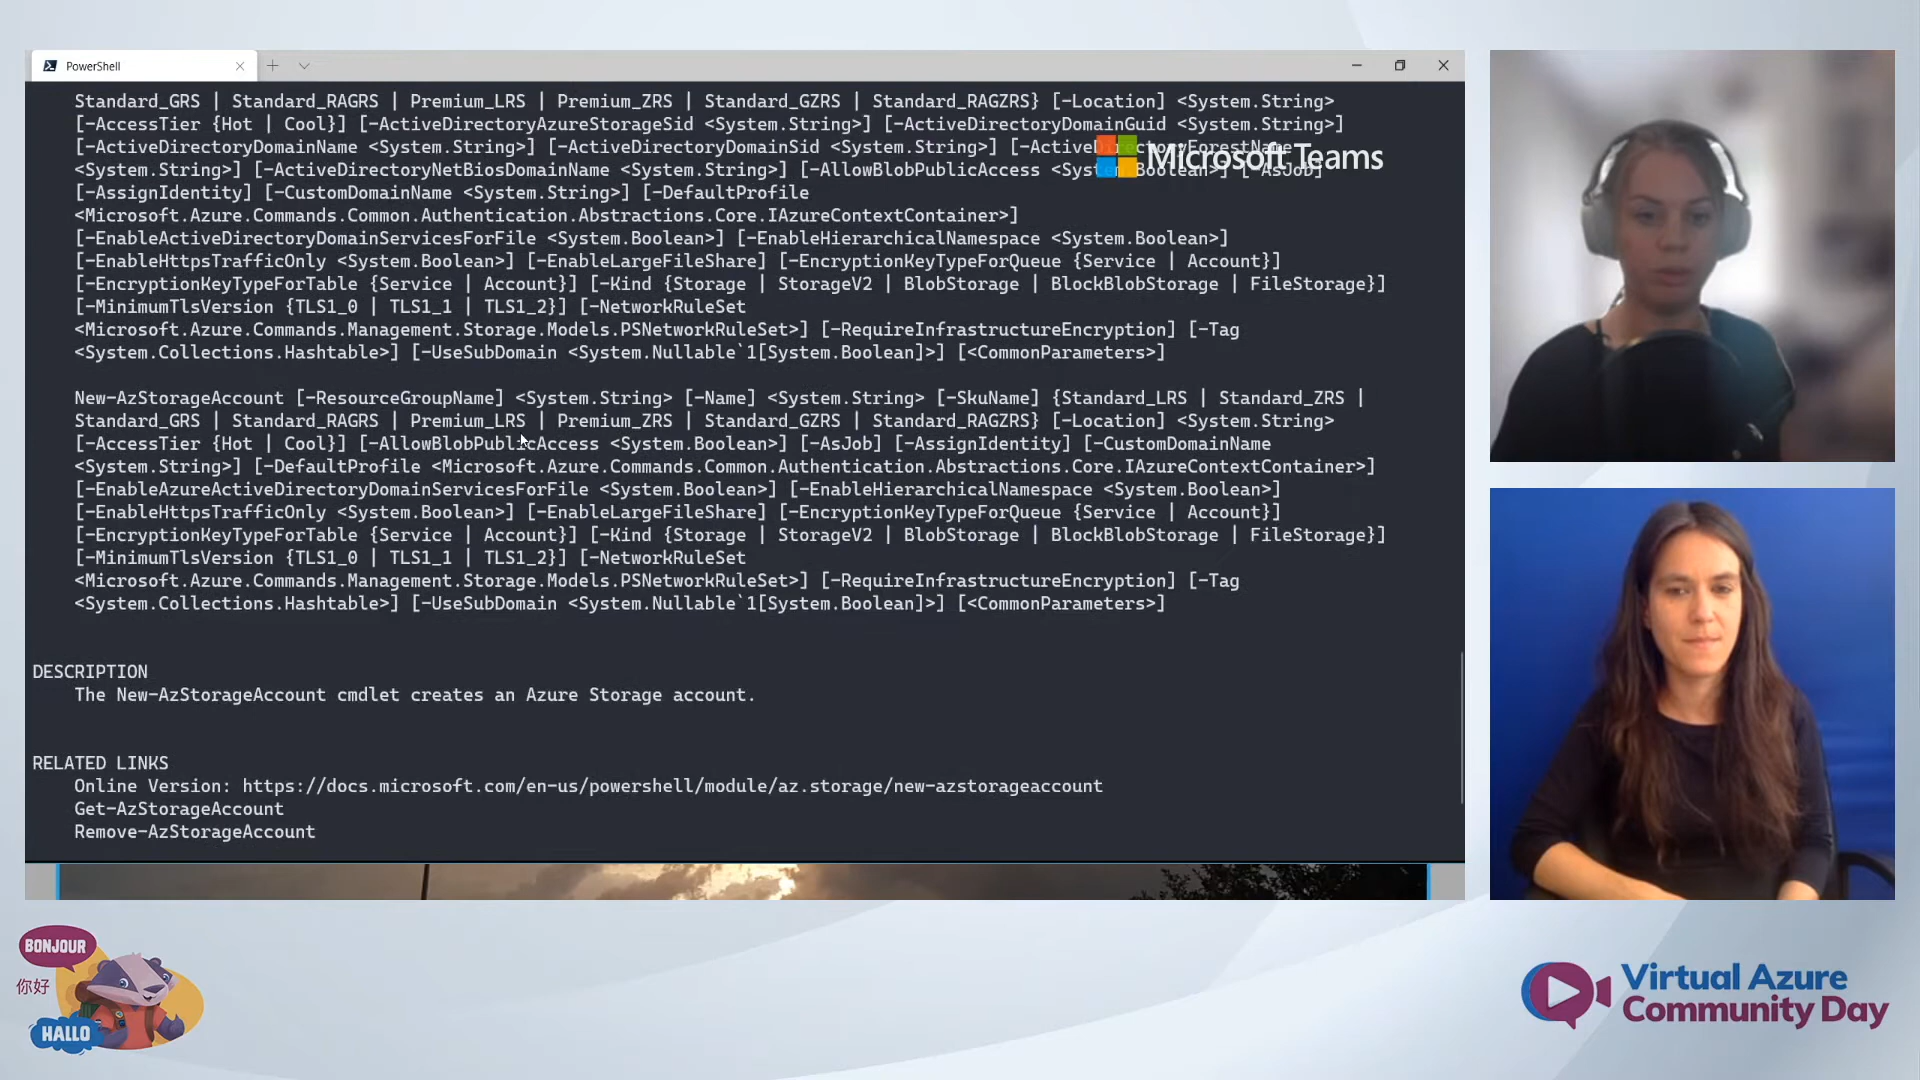 PowerShell
Standard_GRS | Standard_RAGRS | Premium_LRS | Premium_ZRS | Standard_GZRS | Standard_RAGZRS} [-Location] <System.String>
[-AccessTier {Hot | Cool}] [-ActiveDirectoryAzureStorageSid <System.String>] [-ActiveDirectoryDomainGuid <System.String>]
[-ActiveDirectoryDomainName <System.String>] [-ActiveDirectoryDomainSid <System.String>] [-ActiveDirectoryForestName
<System.String>] [-ActiveDirectoryNetBiosDomainName <System.String>] [-AllowBlobPublicAccess <System.Boolean>] [-AsJob]
Microsoft Teams
[-AssignIdentity] [-CustomDomainName <System.String>] [-DefaultProfile
<Microsoft.Azure.Commands.Common.Authentication.Abstractions.Core.IAzureContextContainer>]
[-EnableActiveDirectoryDomainServicesForFile <System.Boolean>] [-EnableHierarchicalNamespace <System.Boolean>]
[-EnableHttpsTrafficOnly <System.Boolean>] [-EnableLargeFileShare] [-EncryptionKeyTypeForQueue {Service | Account}]
[-EncryptionKeyTypeForTable {Service | Account}] [-Kind {Storage | StorageV2 | BlobStorage | BlockBlobStorage | FileStorage}]
[-MinimumTlsVersion {TLS1_0 | TLS1_1 | TLS1_2}] [-NetworkRuleSet
<Microsoft.Azure.Commands.Management.Storage.Models.PSNetworkRuleSet>] [-RequireInfrastructureEncryption] [-Tag
<System.Collections.Hashtable>] [-UseSubDomain <System.Nullable`1[System.Boolean]>] [<CommonParameters>]
New-AzStorageAccount [-ResourceGroupName] <System.String> [-Name] <System.String> [-SkuName] {Standard_LRS | Standard_ZRS |
Standard_GRS | Standard_RAGRS | Premium_LRS | Premium_ZRS | Standard_GZRS | Standard_RAGZRS} [-Location] <System.String>
[-AccessTier {Hot | Cool}] [-AllowBlobPublicAccess <System.Boolean>] [-AsJob] [-AssignIdentity] [-CustomDomainName
<System.String>] [-DefaultProfile <Microsoft.Azure.Commands.Common.Authentication.Abstractions.Core.IAzureContextContainer>]
[-EnableAzureActiveDirectoryDomainServicesForFile <System.Boolean>] [-EnableHierarchicalNamespace <System.Boolean>]
[-EnableHttpsTrafficOnly <System.Boolean>] [-EnableLargeFileShare] [-EncryptionKeyTypeForQueue {Service | Account}]
[-EncryptionKeyTypeForTable {Service | Account}] [-Kind {Storage | StorageV2 | BlobStorage | BlockBlobStorage | FileStorage}]
[-MinimumTlsVersion {TLS1_0 | TLS1_1 | TLS1_2}] [-NetworkRuleSet
<Microsoft.Azure.Commands.Management.Storage.Models.PSNetworkRuleSet>] [-RequireInfrastructureEncryption] [-Tag
<System.Collections.Hashtable>] [-UseSubDomain <System.Nullable`1[System.Boolean]>] [<CommonParameters>]
DESCRIPTION
The New-AzStorageAccount cmdlet creates an Azure Storage account.
RELATED LINKS
Online Version: https://docs.microsoft.com/en-us/powershell/module/az.storage/new-azstorageaccount
Get-AzStorageAccount
Remove-AzStorageAccount
BONJOUR
你好
HALLO
Virtual Azure
Community Day